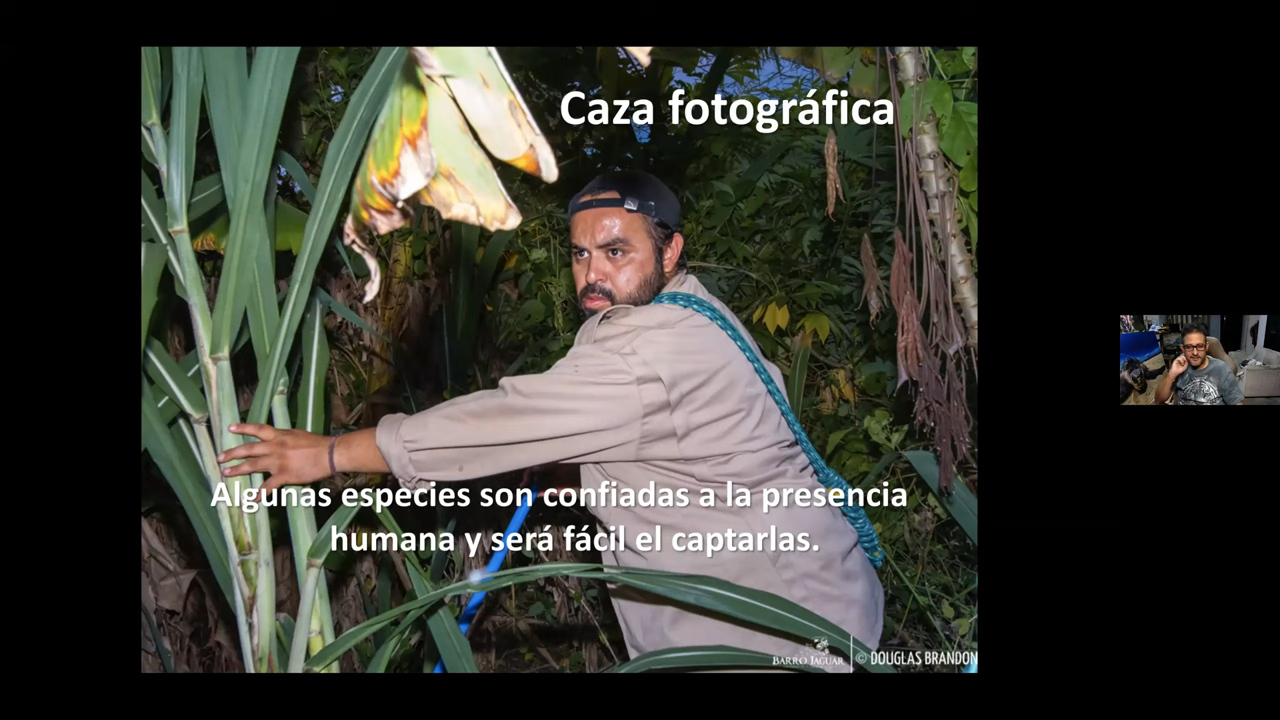 Caza fotográfica
Algunas especies son confiadas a la presencia
humana y será fácil el captarlas.
BARRO JAGUAR
© DOUGLAS BRANDON